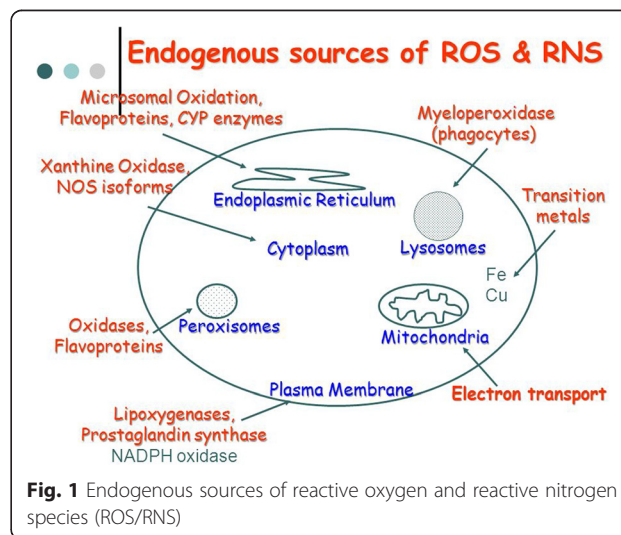 Endogenous sources of ROS & RNS
Microsomal Oxidation,
Flavoproteins, CYP enzymes
Myeloperoxidase
(phagocytes)
Xanthine Oxidase,
NOS isoforms
Transition
metals
Endoplasmic Reticulum
Cytoplasm
Lysosomes
Fe
Cu
Oxidases,
Flavoproteins
Peroxisomes
Mitochondria
Plasma Membrane
Electron transport
Lipoxygenases,
Prostaglandin synthase
NADPH oxidase
Fig. 1 Endogenous sources of reactive oxygen and reactive nitrogen
species (ROS/RNS)